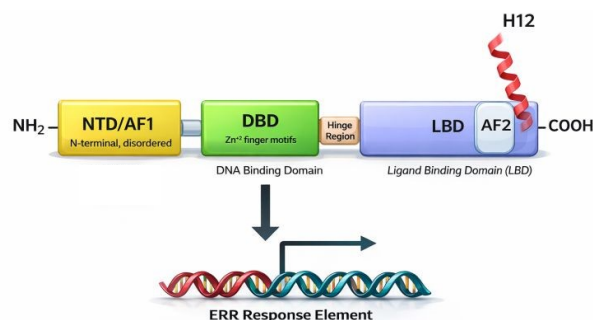 H12
NH₂
NTD/AF1
N-terminal, disordered
DBD
Zn⁺² finger motifs
Hinge
Region
LBD
AF2
COOH
DNA Binding Domain
Ligand Binding Domain (LBD)
ERR Response Element